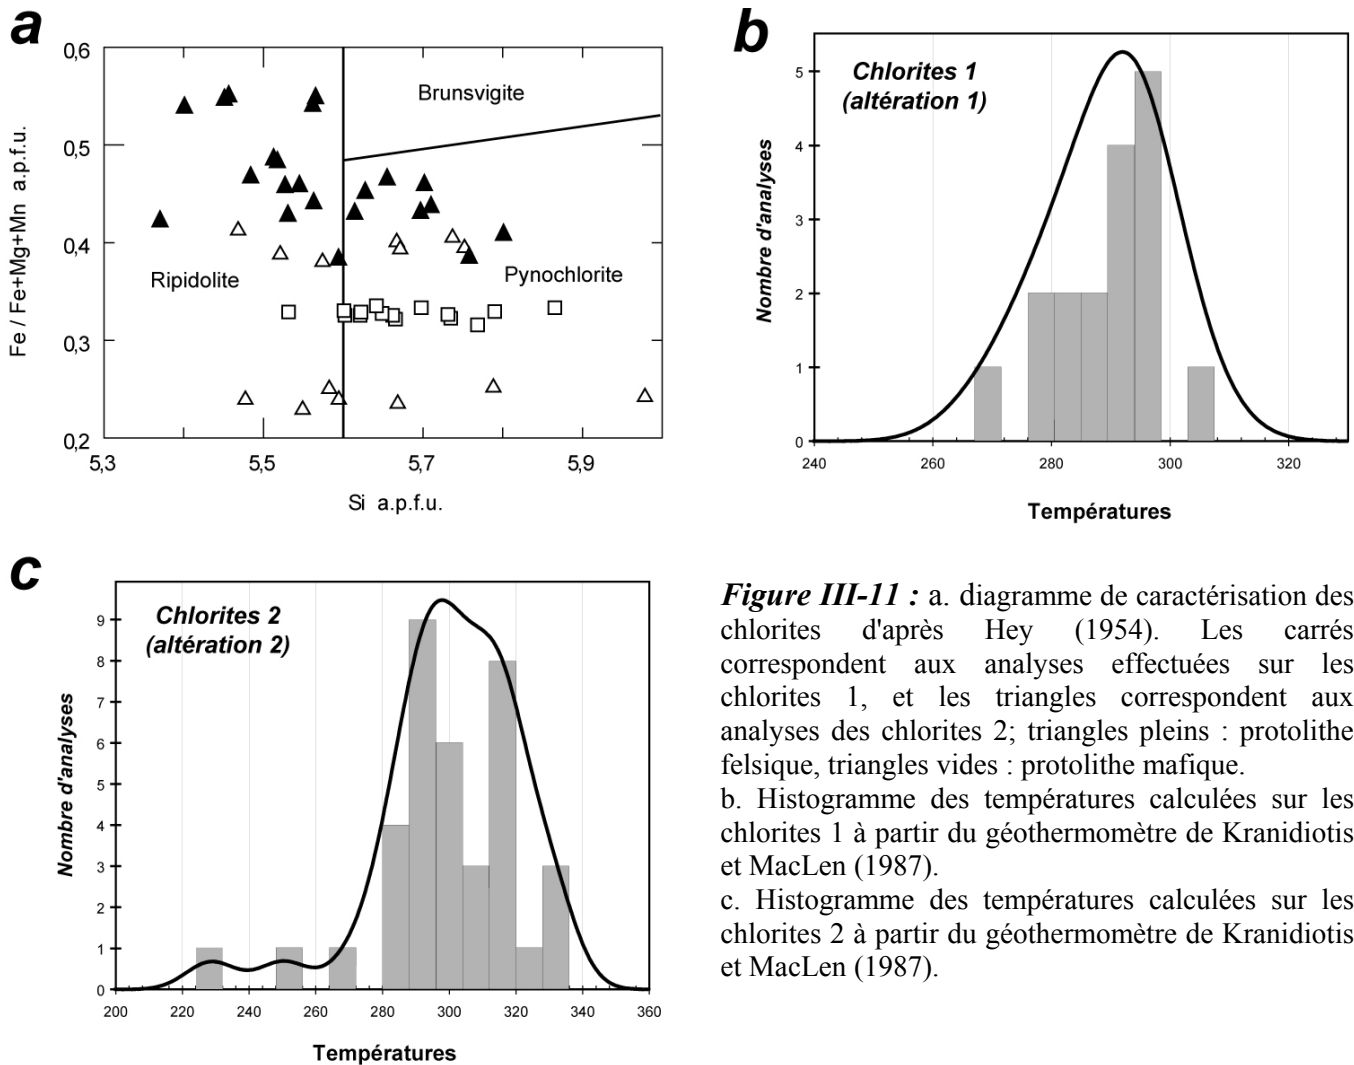 a
0,6
0,5
0,4
0,3
0,2
5,3
5,5
5,7
5,9
Fe / Fe+Mg+Mn a.p.f.u.
Si a.p.f.u.
Brunsvigite
Ripidolite
Pynochlorite
b
Chlorites 1
(altération 1)
Nombre d'analyses
5
4
3
2
1
0
240
260
280
300
320
Températures
c
Chlorites 2
(altération 2)
Nombre d'analyses
9
8
7
6
5
4
3
2
1
0
200
220
240
260
280
300
320
340
360
Températures
Figure III-11 : a. diagramme de caractérisation des
chlorites d'après Hey (1954). Les carrés
correspondent aux analyses effectuées sur les
chlorites 1, et les triangles correspondent aux
analyses des chlorites 2; triangles pleins : protolithe
felsique, triangles vides : protolithe mafique.
b. Histogramme des températures calculées sur les
chlorites 1 à partir du géothermomètre de Kranidiotis
et MacLen (1987).
c. Histogramme des températures calculées sur les
chlorites 2 à partir du géothermomètre de Kranidiotis
et MacLen (1987).